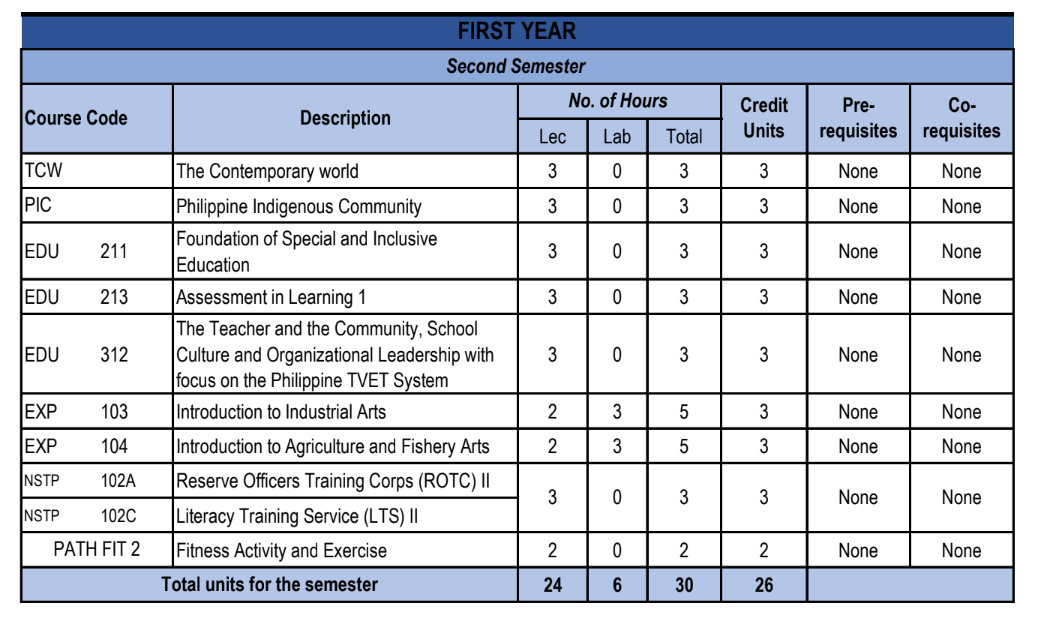 FIRST YEAR
Second Semester
Course Code Description No. of Hours Credit Units Pre-requisites Co-requisites
Lec Lab Total
TCW The Contemporary world 3 0 3 3 None None
PIC Philippine Indigenous Community 3 0 3 3 None None
EDU 211 Foundation of Special and Inclusive
Education 3 0 3 3 None None
EDU 213 Assessment in Learning 1 3 0 3 3 None None
EDU 312 The Teacher and the Community, School
Culture and Organizational Leadership with
focus on the Philippine TVET System 3 0 3 3 None None
EXP 103 Introduction to Industrial Arts 2 3 5 3 None None
EXP 104 Introduction to Agriculture and Fishery Arts 2 3 5 3 None None
NSTP 102A Reserve Officers Training Corps (ROTC) II
3 0 3 3 None None
NSTP 102C Literacy Training Service (LTS) II
PATH FIT 2 Fitness Activity and Exercise 2 0 2 2 None None
Total units for the semester 24 6 30 26